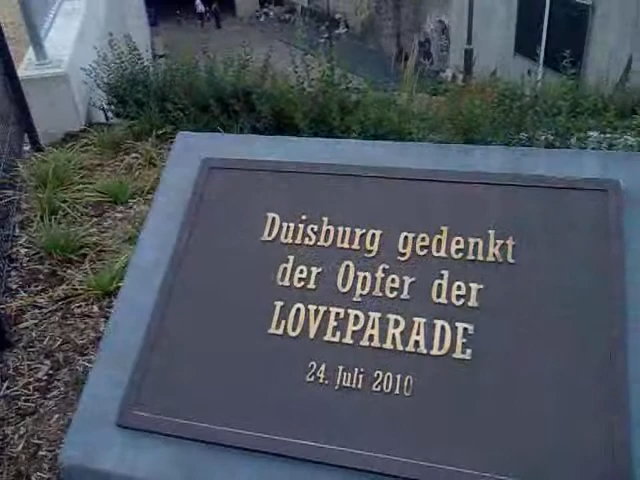 Duisburg gedenkt
der Opfer der
LOVEPARADE
24. Juli 2010